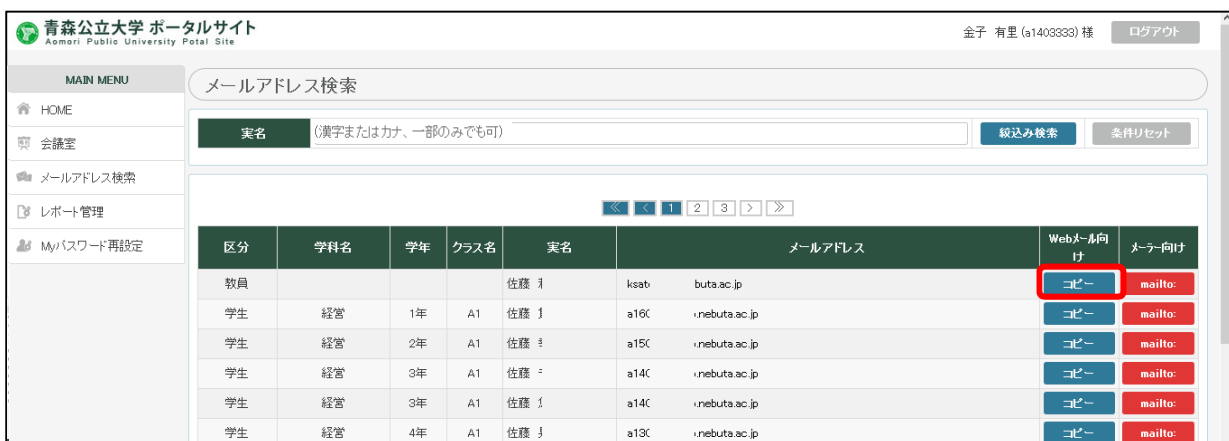 青森公立大学 ポータルサイト
Aomori Public University Potal Site
金子 有里 (a1403333) 様 ログアウト
MAIN MENU
HOME
会議室
メールアドレス検索
レポート管理
Myパスワード再設定
メールアドレス検索
実名 (漢字またはカナ、一部のみでも可) 絞込み検索 条件リセット
≪ < 1 2 3 > ≫
区分 学科名 学年 クラス名 実名 メールアドレス Webメール向け メーラー向け
教員 佐藤 ksat buta.ac.jp コピー mailto:
学生 経営 1年 A1 佐藤 a16 .nebuta.ac.jp コピー mailto:
学生 経営 2年 A1 佐藤 a15 .nebuta.ac.jp コピー mailto:
学生 経営 3年 A1 佐藤 a14 .nebuta.ac.jp コピー mailto:
学生 経営 3年 A1 佐藤 a14 .nebuta.ac.jp コピー mailto:
学生 経営 4年 A1 佐藤 a13 .nebuta.ac.jp コピー mailto: